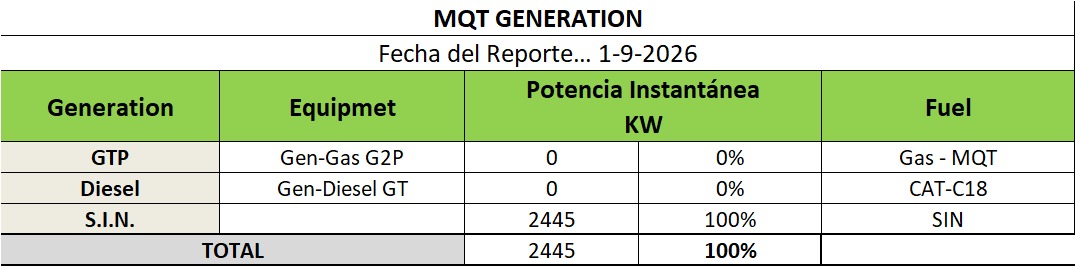 MQT GENERATION
Fecha del Reporte... 1-9-2026
Generation Equipmet Potencia Instantánea KW Fuel
GTP Gen-Gas G2P 0 0% Gas - MQT
Diesel Gen-Diesel GT 0 0% CAT-C18
S.I.N. 2445 100% SIN
TOTAL 2445 100%